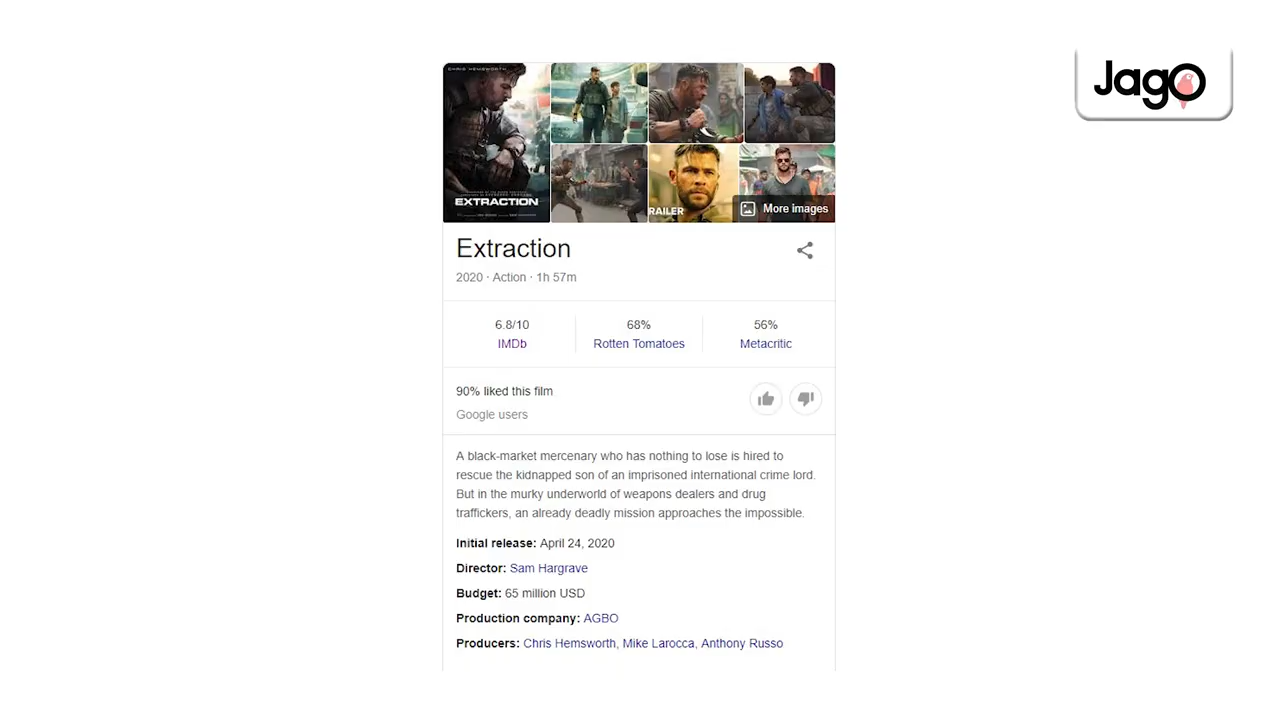 Jago
CHRIS HEMSWORTH
EXTRACTION
RAILER
More images
Extraction
2020 · Action · 1h 57m
6.8/10
IMDb
68%
Rotten Tomatoes
56%
Metacritic
90% liked this film
Google users
A black-market mercenary who has nothing to lose is hired to
rescue the kidnapped son of an imprisoned international crime lord.
But in the murky underworld of weapons dealers and drug
traffickers, an already deadly mission approaches the impossible.
Initial release: April 24, 2020
Director: Sam Hargrave
Budget: 65 million USD
Production company: AGBO
Producers: Chris Hemsworth, Mike Larocca, Anthony Russo